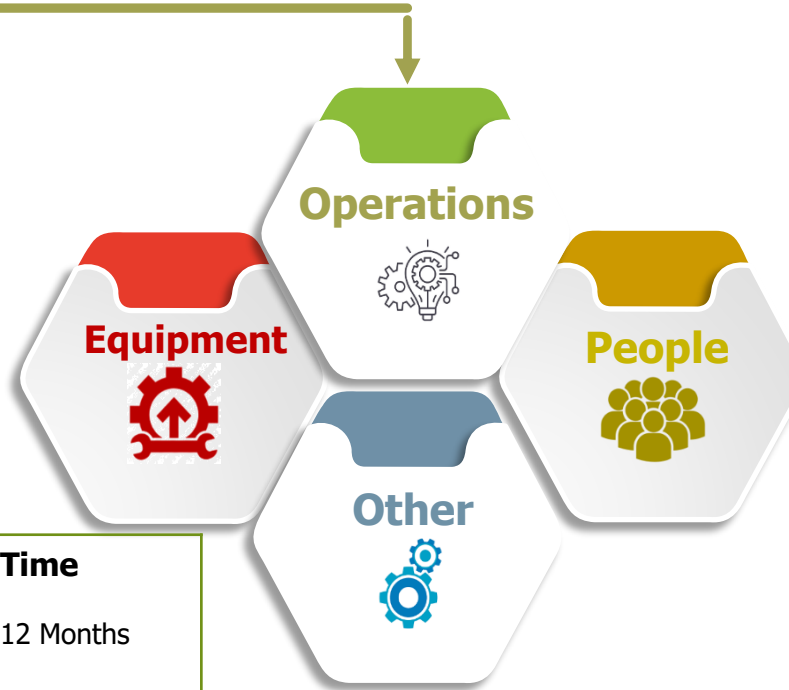 Operations
Equipment
People
Other
Time
12 Months